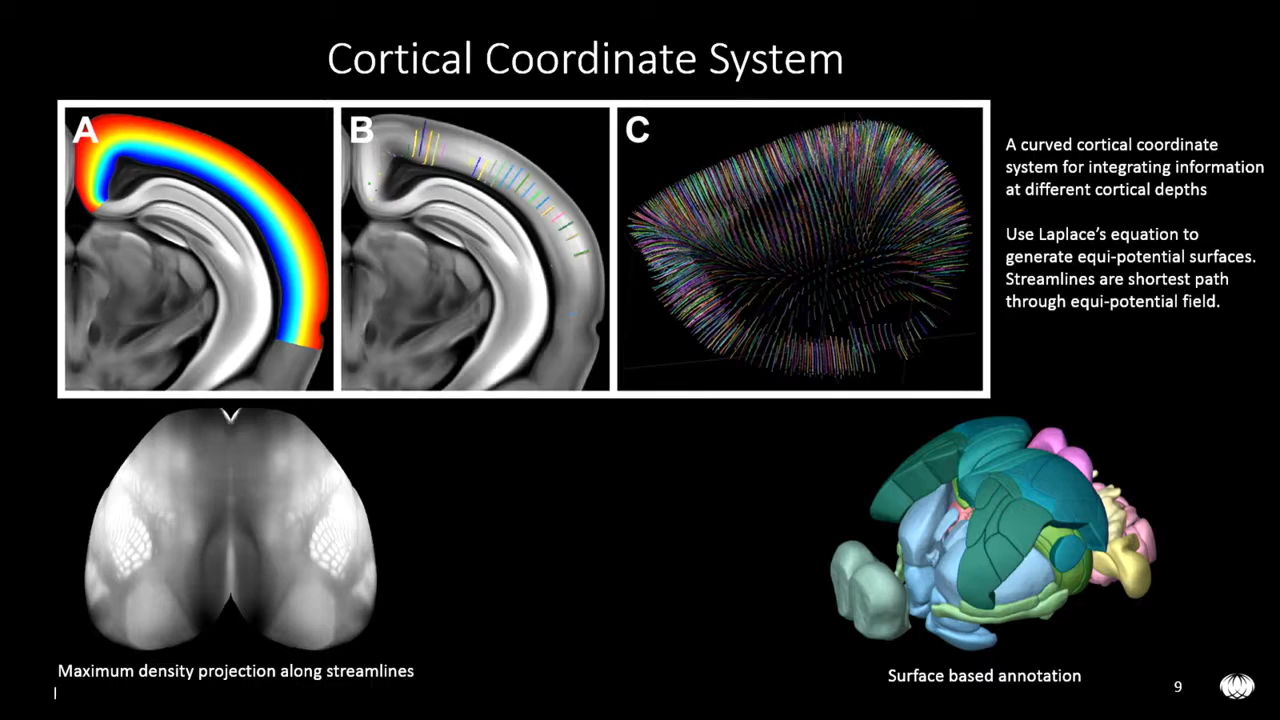 Cortical Coordinate System
A
B
C
A curved cortical coordinate
system for integrating information
at different cortical depths
Use Laplace’s equation to
generate equi-potential surfaces.
Streamlines are shortest path
through equi-potential field.
Maximum density projection along streamlines
Surface based annotation
9